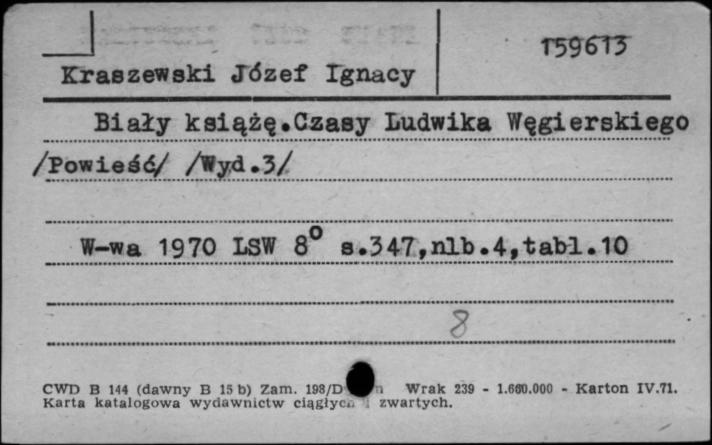 159613
Kraszewski Józef Ignacy
Biały książę.Czasy Ludwika Węgierskiego
/Powieść/ /Wyd.3/
W-wa 1970 LSW 8° s.347,nlb.4,tabl.10
8
CWD B 144 (dawny B 15 b) Zam. 198/D Wrak 239 - 1.660.000 - Karton IV.71.
Karta katalogowa wydawnictw ciągłych i zwartych.